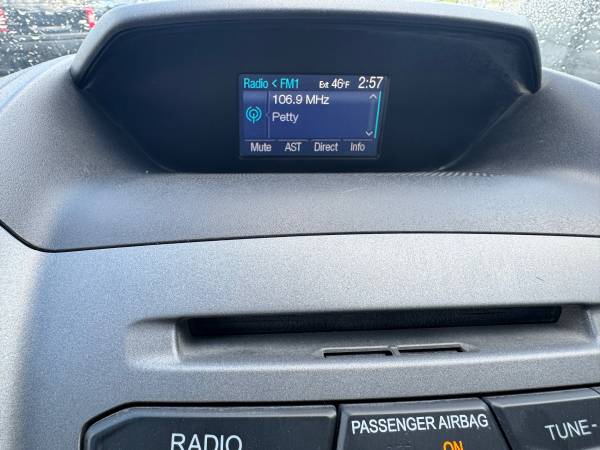 Radio < FM1 Ext 46°F 2:57
106.9 MHz
Petty
Mute AST Direct Info
RADIO
PASSENGER AIRBAG
ON
TUNE-